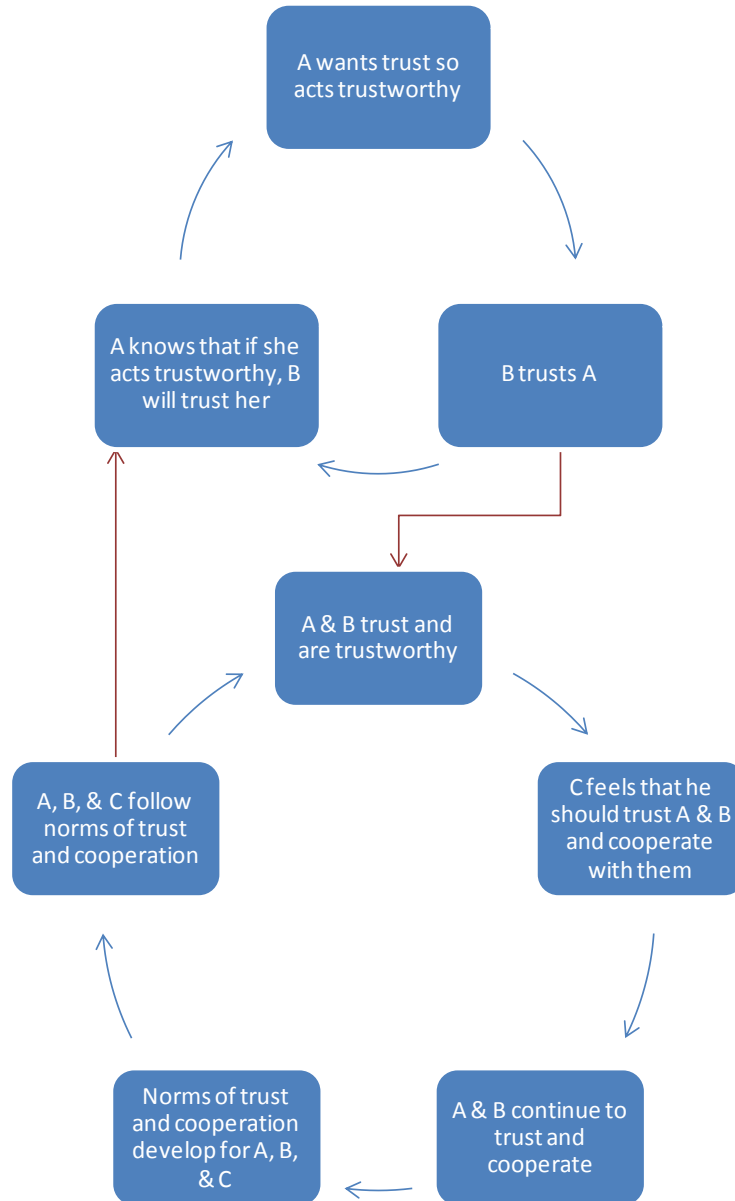 A wants trust so
acts trustworthy
A knows that if she
acts trustworthy, B
will trust her
B trusts A
A & B trust and
are trustworthy
A, B, & C follow
norms of trust
and cooperation
C feels that he
should trust A & B
and cooperate
with them
Norms of trust
and cooperation
develop for A, B,
& C
A & B continue to
trust and
cooperate